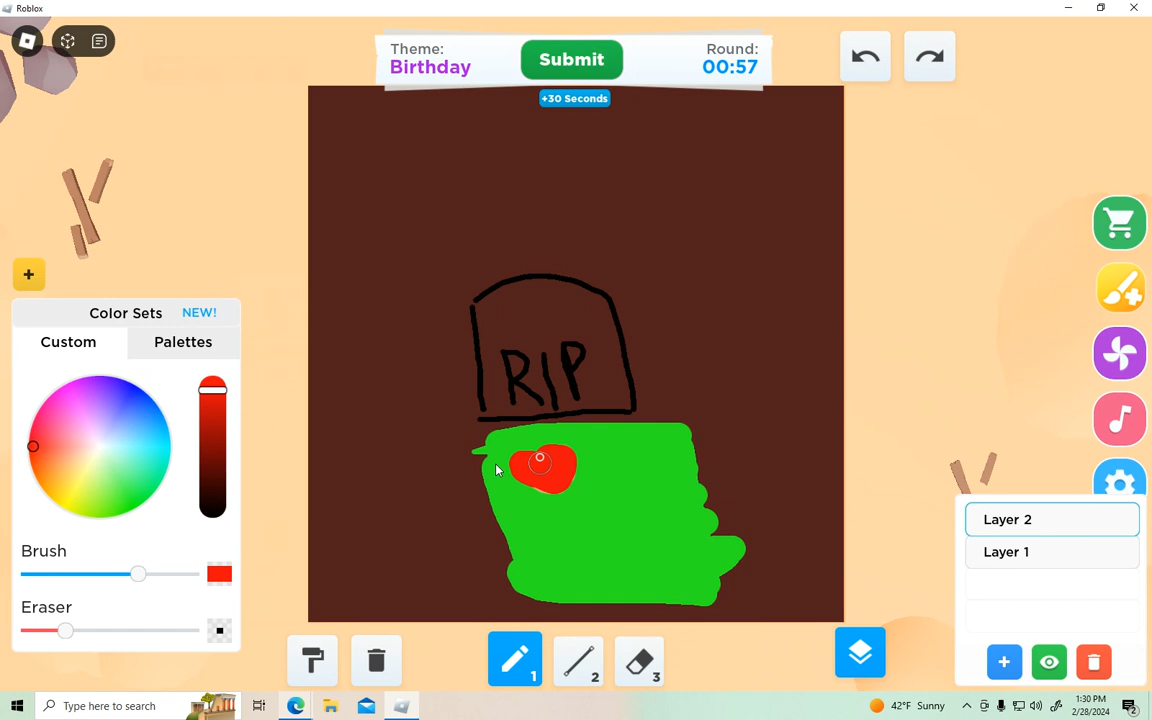 Roblox
Theme:
Birthday
Submit
Round:
00:57
+30 Seconds
+
Color Sets NEW!
Custom Palettes
RIP
Brush
Eraser
Layer 2
Layer 1
1
2
3
+
Type here to search
42°F Sunny
1:30 PM
2/28/2024
2